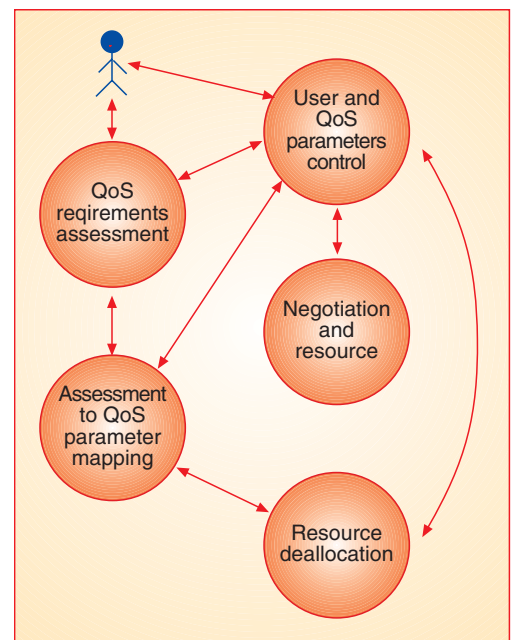 User and
QoS
parameters
control
QoS
reqirements
assessment
Negotiation
and
resource
Assessment
to QoS
parameter
mapping
Resource
deallocation